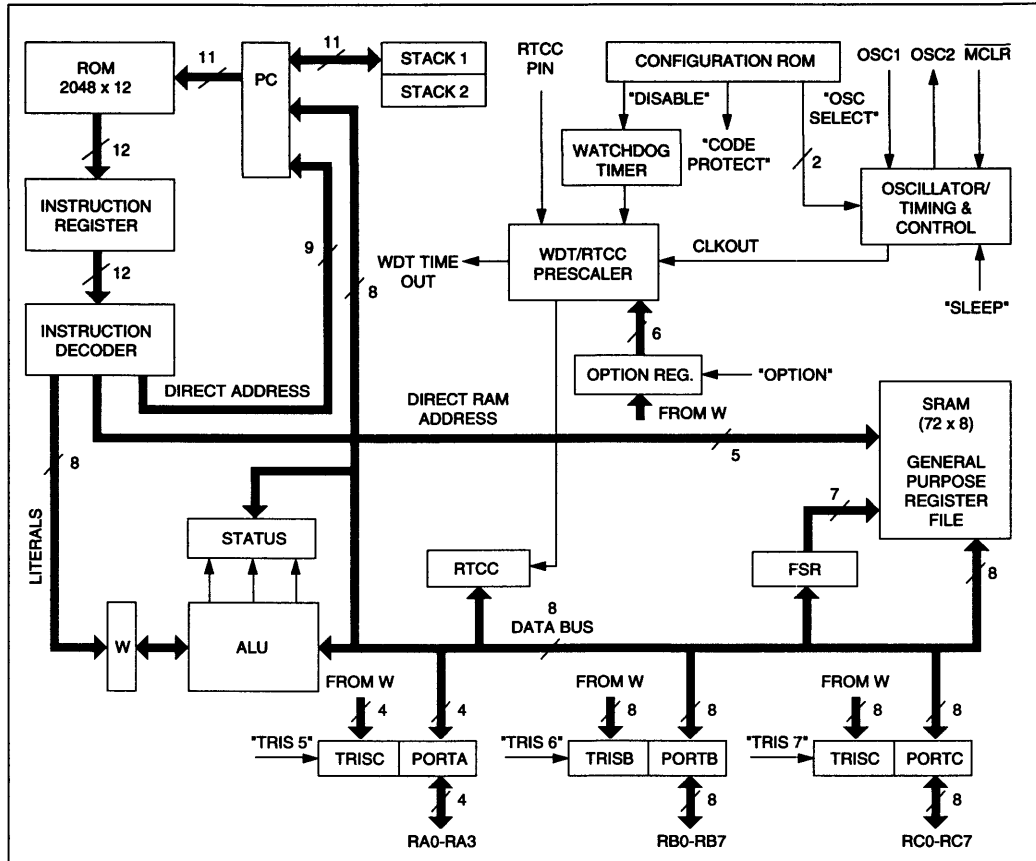 ROM
2048 x 12
11
PC
11
STACK 1
STACK 2
RTCC
PIN
CONFIGURATION ROM
OSC1
OSC2
MCLR
"DISABLE"
"CODE
PROTECT"
"OSC
SELECT"
2
WATCHDOG
TIMER
OSCILLATOR/
TIMING &
CONTROL
12
INSTRUCTION
REGISTER
9
8
WDT TIME
OUT
WDT/RTCC
PRESCALER
CLKOUT
"SLEEP"
12
INSTRUCTION
DECODER
6
OPTION REG.
"OPTION"
FROM W
DIRECT ADDRESS
DIRECT RAM
ADDRESS
5
SRAM
(72 x 8)
GENERAL
PURPOSE
REGISTER
FILE
8
LITERALS
7
STATUS
RTCC
FSR
8
W
ALU
8
DATA BUS
FROM W
4
4
FROM W
8
8
FROM W
8
8
"TRIS 5"
TRISC
PORTA
"TRIS 6"
TRISB
PORTB
"TRIS 7"
TRISC
PORTC
4
8
8
RA0-RA3
RB0-RB7
RC0-RC7